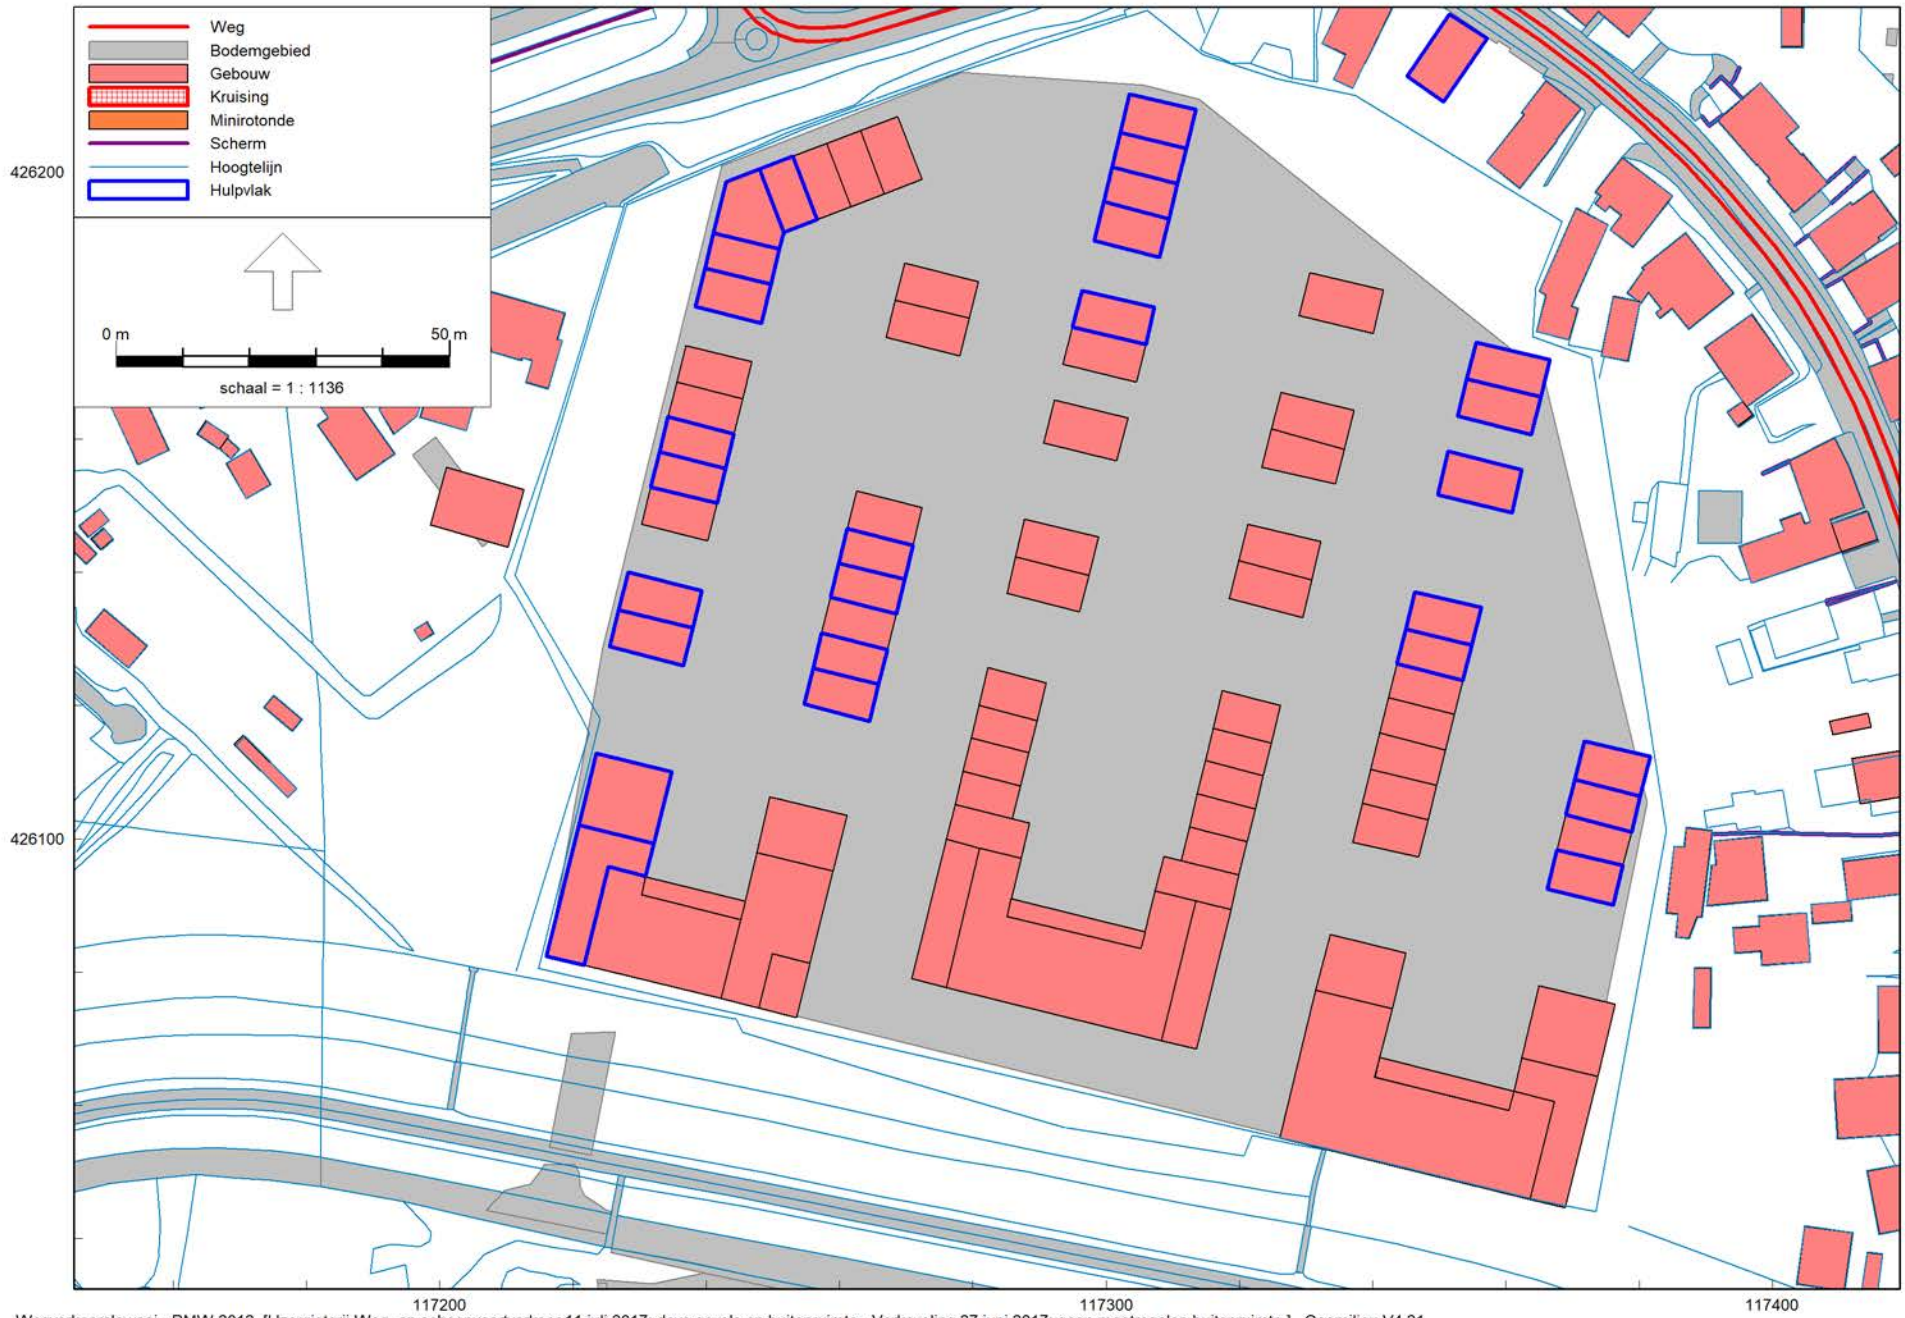 Weg
Bodemgebied
Gebouw
Kruising
Minirotonde
Scherm
Hoogtelijn
Hulpvlak
0 m 50 m
schaal = 1 : 1136
426200
426100
117200 117300 117400